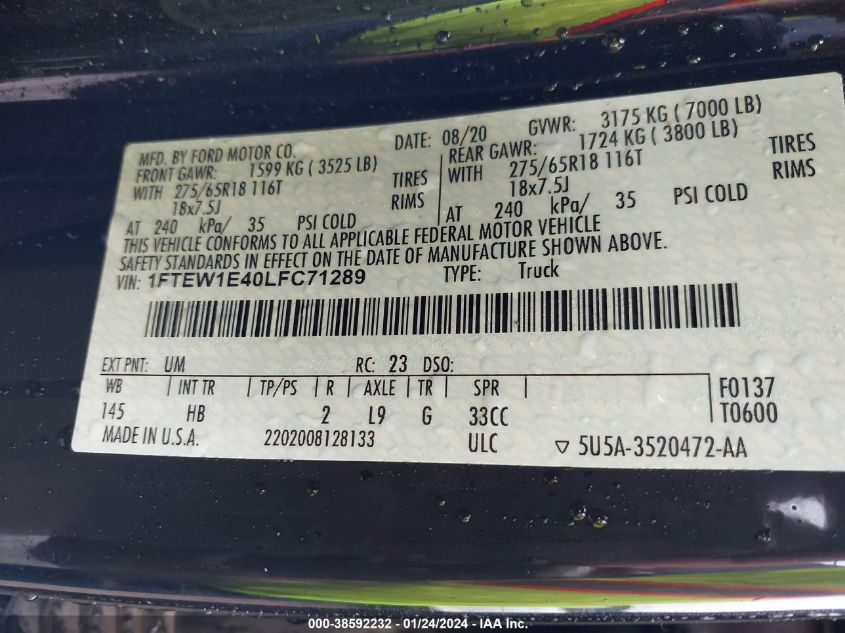 MFD. BY FORD MOTOR CO. DATE: 08/20 GVWR: 3175 KG ( 7000 LB)
FRONT GAWR: 1599 KG ( 3525 LB) REAR GAWR: 1724 KG ( 3800 LB)
WITH 275/65R18 116T TIRES WITH 275/65R18 116T TIRES
18x7.5J RIMS 18x7.5J RIMS
AT 240 kPa/ 35 PSI COLD AT 240 kPa/ 35 PSI COLD
THIS VEHICLE CONFORMS TO ALL APPLICABLE FEDERAL MOTOR VEHICLE
SAFETY STANDARDS IN EFFECT ON THE DATE OF MANUFACTURE SHOWN ABOVE.
VIN: 1FTEW1E40LFC71289 TYPE: Truck
EXT PNT: UM RC: 23 DSO:
WB INT TR TP/PS R AXLE TR SPR F0137
145 HB 2 L9 G 33CC T0600
MADE IN U.S.A. 2202008128133 ULC ▽ 5U5A-3520472-AA
000-38592232 - 01/24/2024 - IAA Inc.